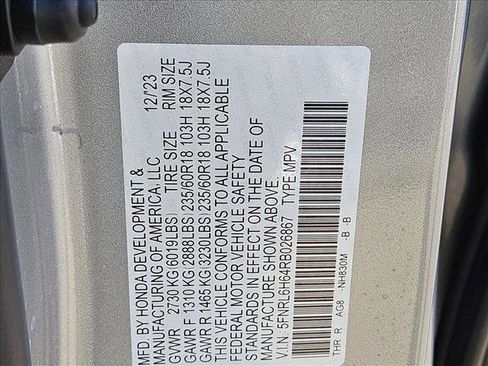 MFD. BY HONDA DEVELOPMENT &
MANUFACTURING OF AMERICA, LLC 12/23
GVWR 2730 KG (6019LBS) TIRE SIZE RIM SIZE
GAWR F 1310 KG (2888LBS) 235/60R18 103H 18X7.5J
GAWR R 1465 KG (3230LBS) 235/60R18 103H 18X7.5J
THIS VEHICLE CONFORMS TO ALL APPLICABLE
FEDERAL MOTOR VEHICLE SAFETY
STANDARDS IN EFFECT ON THE DATE OF
MANUFACTURE SHOWN ABOVE.
V.I.N. 5FNRL6H64RB026867 TYPE: MPV
THR R AG8 -NH830M -B -B